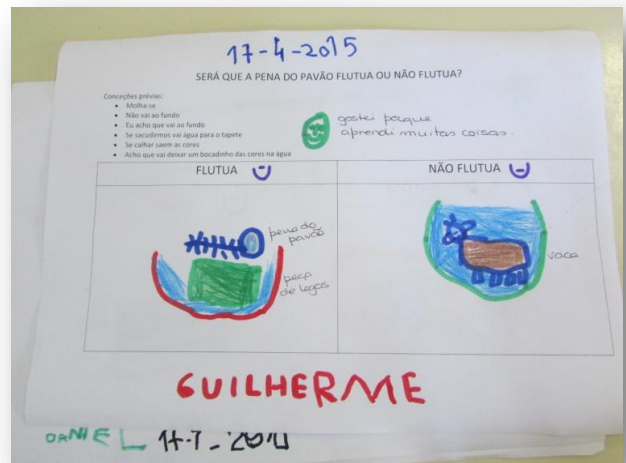 17-4-2015
SERÁ QUE A PENA DO PAVÃO FLUTUA OU NÃO FLUTUA?
Conceções prévias:
• Molha-se
• Não vai ao fundo
• Eu acho que vai ao fundo
• Se sacudirmos vai água para o tapete
• Se calhar saem as cores
• Acho que vai deixar um bocadinho das cores na água
gostei porque
aprendi muitas coisas.
FLUTUA
NÃO FLUTUA
pena do
pavão
peça
de legos
vaca
GUILHERME
DANIEL